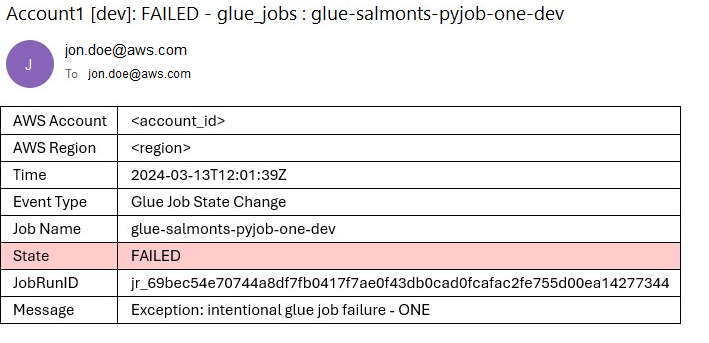 Account1 [dev]: FAILED - glue_jobs : glue-salmonts-pyjob-one-dev
J
jon.doe@aws.com
To jon.doe@aws.com
AWS Account <account_id>
AWS Region <region>
Time 2024-03-13T12:01:39Z
Event Type Glue Job State Change
Job Name glue-salmonts-pyjob-one-dev
State FAILED
JobRunID jr_69bec54e70744a8df7fb0417f7ae0f43db0cad0fcafac2fe755d00ea14277344
Message Exception: intentional glue job failure - ONE